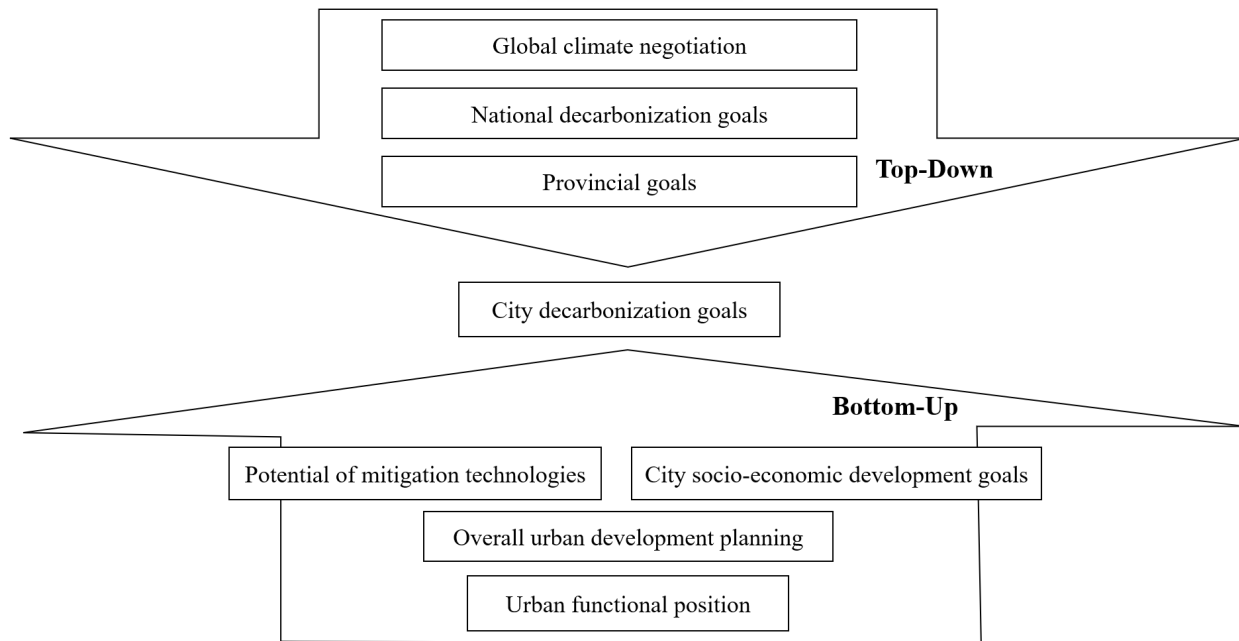 Global climate negotiation
National decarbonization goals
Provincial goals
Top-Down
City decarbonization goals
Bottom-Up
Potential of mitigation technologies
City socio-economic development goals
Overall urban development planning
Urban functional position